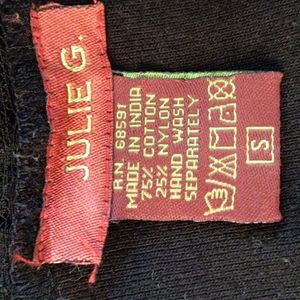 JULIE G.
R.N. 68591
MADE IN INDIA
75% COTTON
25% NYLON
HAND WASH
SEPARATELY
S